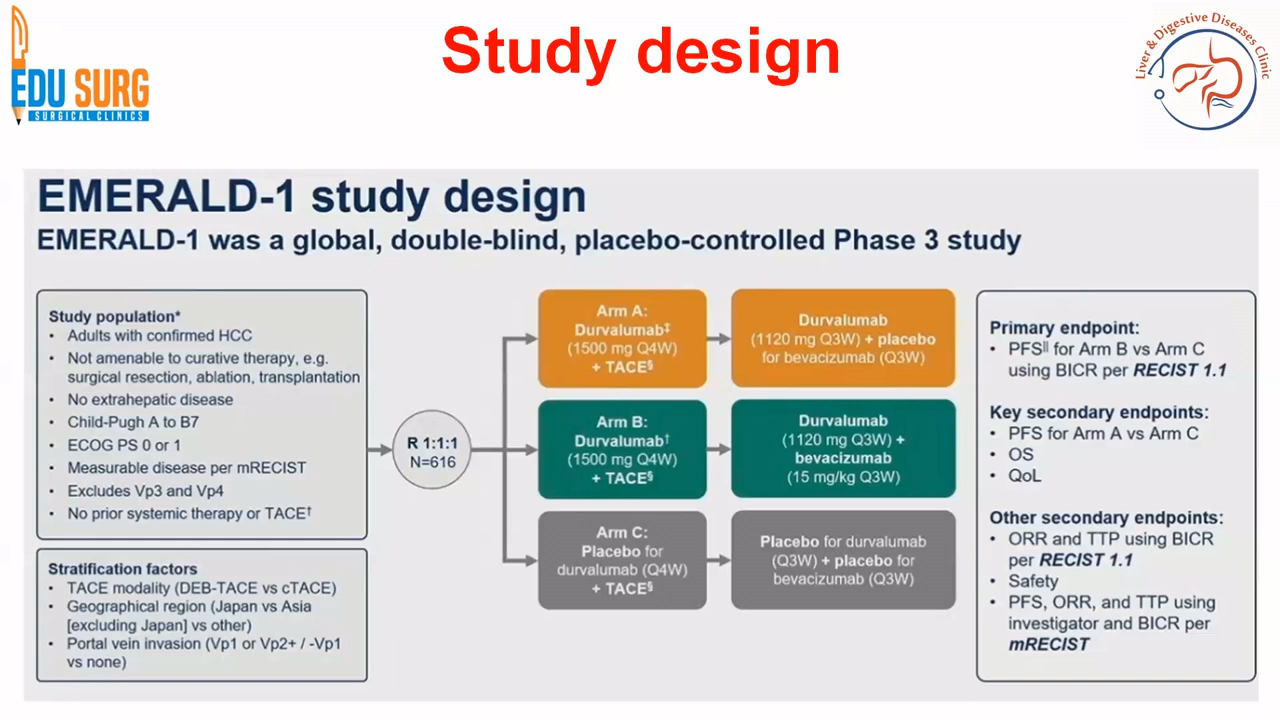 EDU SURG
SURGICAL CLINICS
Study design
Liver & Digestive Diseases Clinic
EMERALD-1 study design
EMERALD-1 was a global, double-blind, placebo-controlled Phase 3 study
Study population*
• Adults with confirmed HCC
• Not amenable to curative therapy, e.g.
surgical resection, ablation, transplantation
• No extrahepatic disease
• Child-Pugh A to B7
• ECOG PS 0 or 1
• Measurable disease per mRECIST
• Excludes Vp3 and Vp4
• No prior systemic therapy or TACE†
Stratification factors
• TACE modality (DEB-TACE vs cTACE)
• Geographical region (Japan vs Asia
[excluding Japan] vs other)
• Portal vein invasion (Vp1 or Vp2+ / -Vp1
vs none)
R 1:1:1
N=616
Arm A:
Durvalumab‡
(1500 mg Q4W)
+ TACE§
Durvalumab
(1120 mg Q3W) + placebo
for bevacizumab (Q3W)
Arm B:
Durvalumab†
(1500 mg Q4W)
+ TACE§
Durvalumab
(1120 mg Q3W) +
bevacizumab
(15 mg/kg Q3W)
Arm C:
Placebo for
durvalumab (Q4W)
+ TACE§
Placebo for durvalumab
(Q3W) + placebo for
bevacizumab (Q3W)
Primary endpoint:
• PFS‖ for Arm B vs Arm C
using BICR per RECIST 1.1
Key secondary endpoints:
• PFS for Arm A vs Arm C
• OS
• QoL
Other secondary endpoints:
• ORR and TTP using BICR
per RECIST 1.1
• Safety
• PFS, ORR, and TTP using
investigator and BICR per
mRECIST